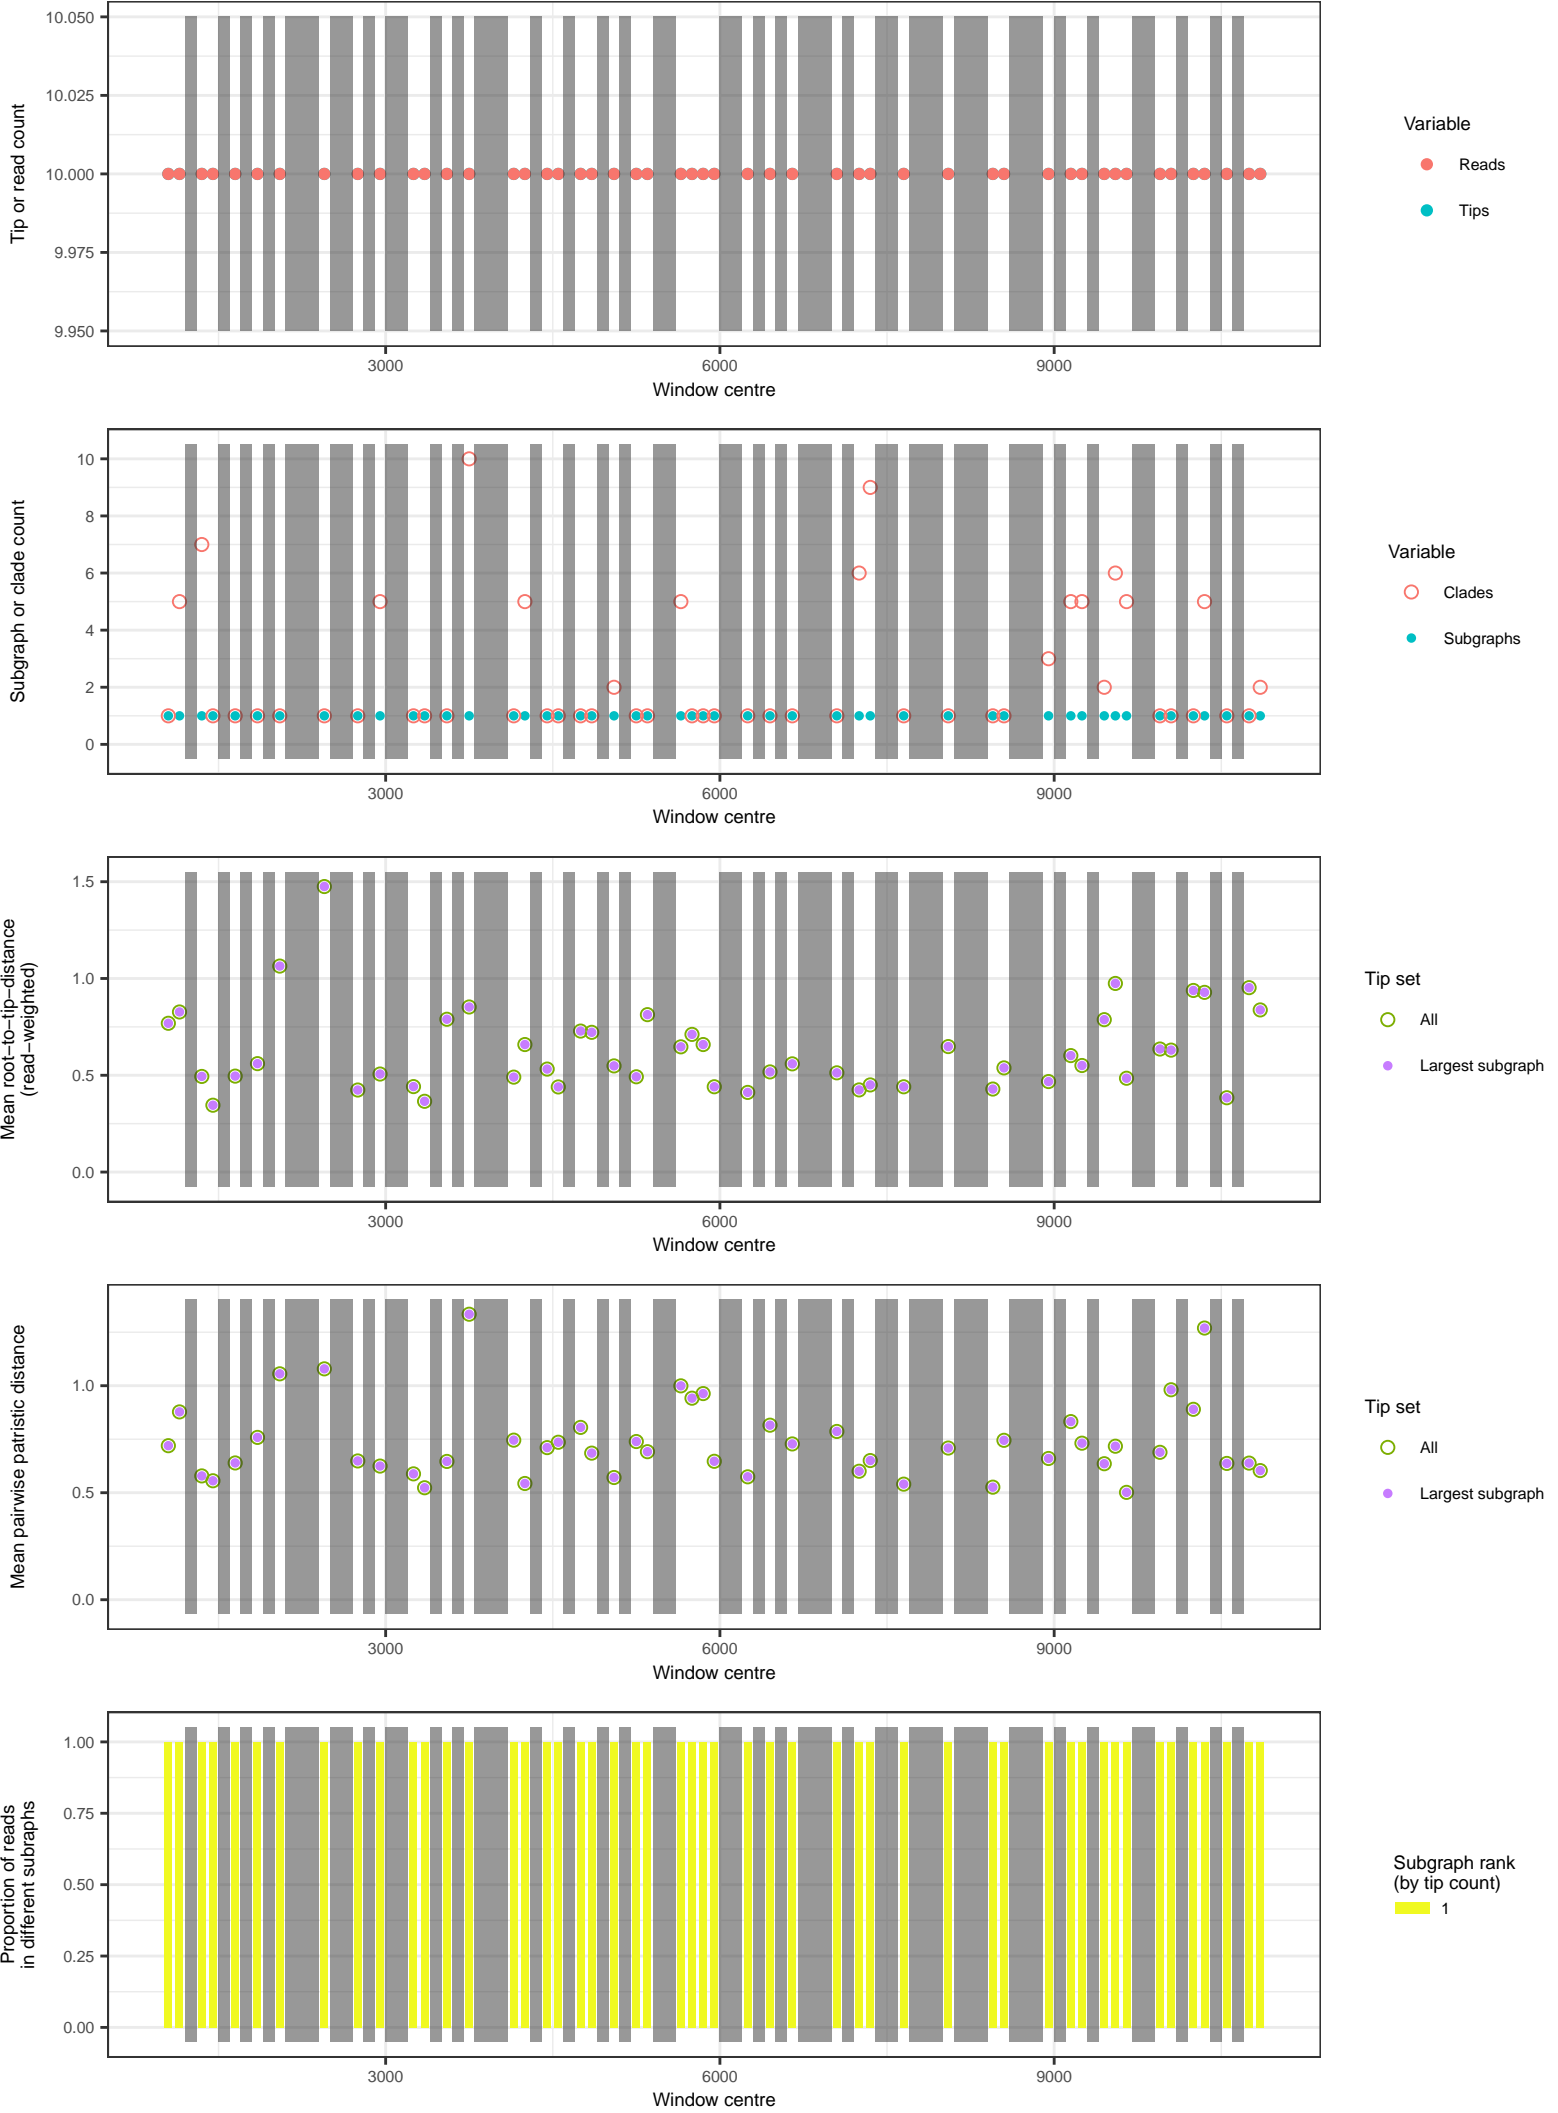 10.050
10.025
10.000
9.975
9.950
Tip or read count
3000
6000
9000
Window centre
Variable
Reads
Tips
10
8
6
4
2
0
Subgraph or clade count
3000
6000
9000
Window centre
Variable
Clades
Subgraphs
1.5
1.0
0.5
0.0
Mean root−to−tip−distance
(read−weighted)
3000
6000
9000
Window centre
Tip set
All
Largest subgraph
1.0
0.5
0.0
Mean pairwise patristic distance
3000
6000
9000
Window centre
Tip set
All
Largest subgraph
1.00
0.75
0.50
0.25
0.00
Proportion of reads
in different subraphs
3000
6000
9000
Window centre
Subgraph rank
(by tip count)
1